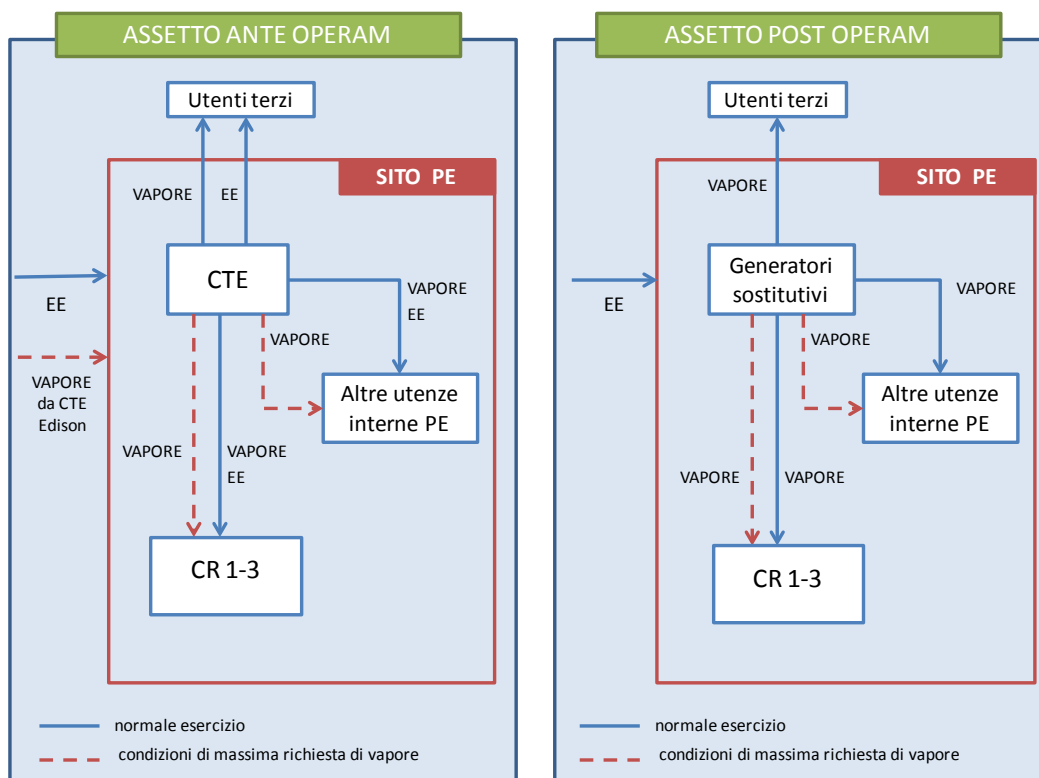 ASSETTO ANTE OPERAM
Utenti terzi
SITO PE
VAPORE
EE
CTE
EE
VAPORE
EE
VAPORE
VAPORE
da CTE
Edison
Altre utenze
interne PE
VAPORE
VAPORE
EE
CR 1-3
normale esercizio
condizioni di massima richiesta di vapore
ASSETTO POST OPERAM
Utenti terzi
SITO PE
VAPORE
Generatori
sostitutivi
EE
VAPORE
VAPORE
Altre utenze
interne PE
VAPORE
VAPORE
CR 1-3
normale esercizio
condizioni di massima richiesta di vapore